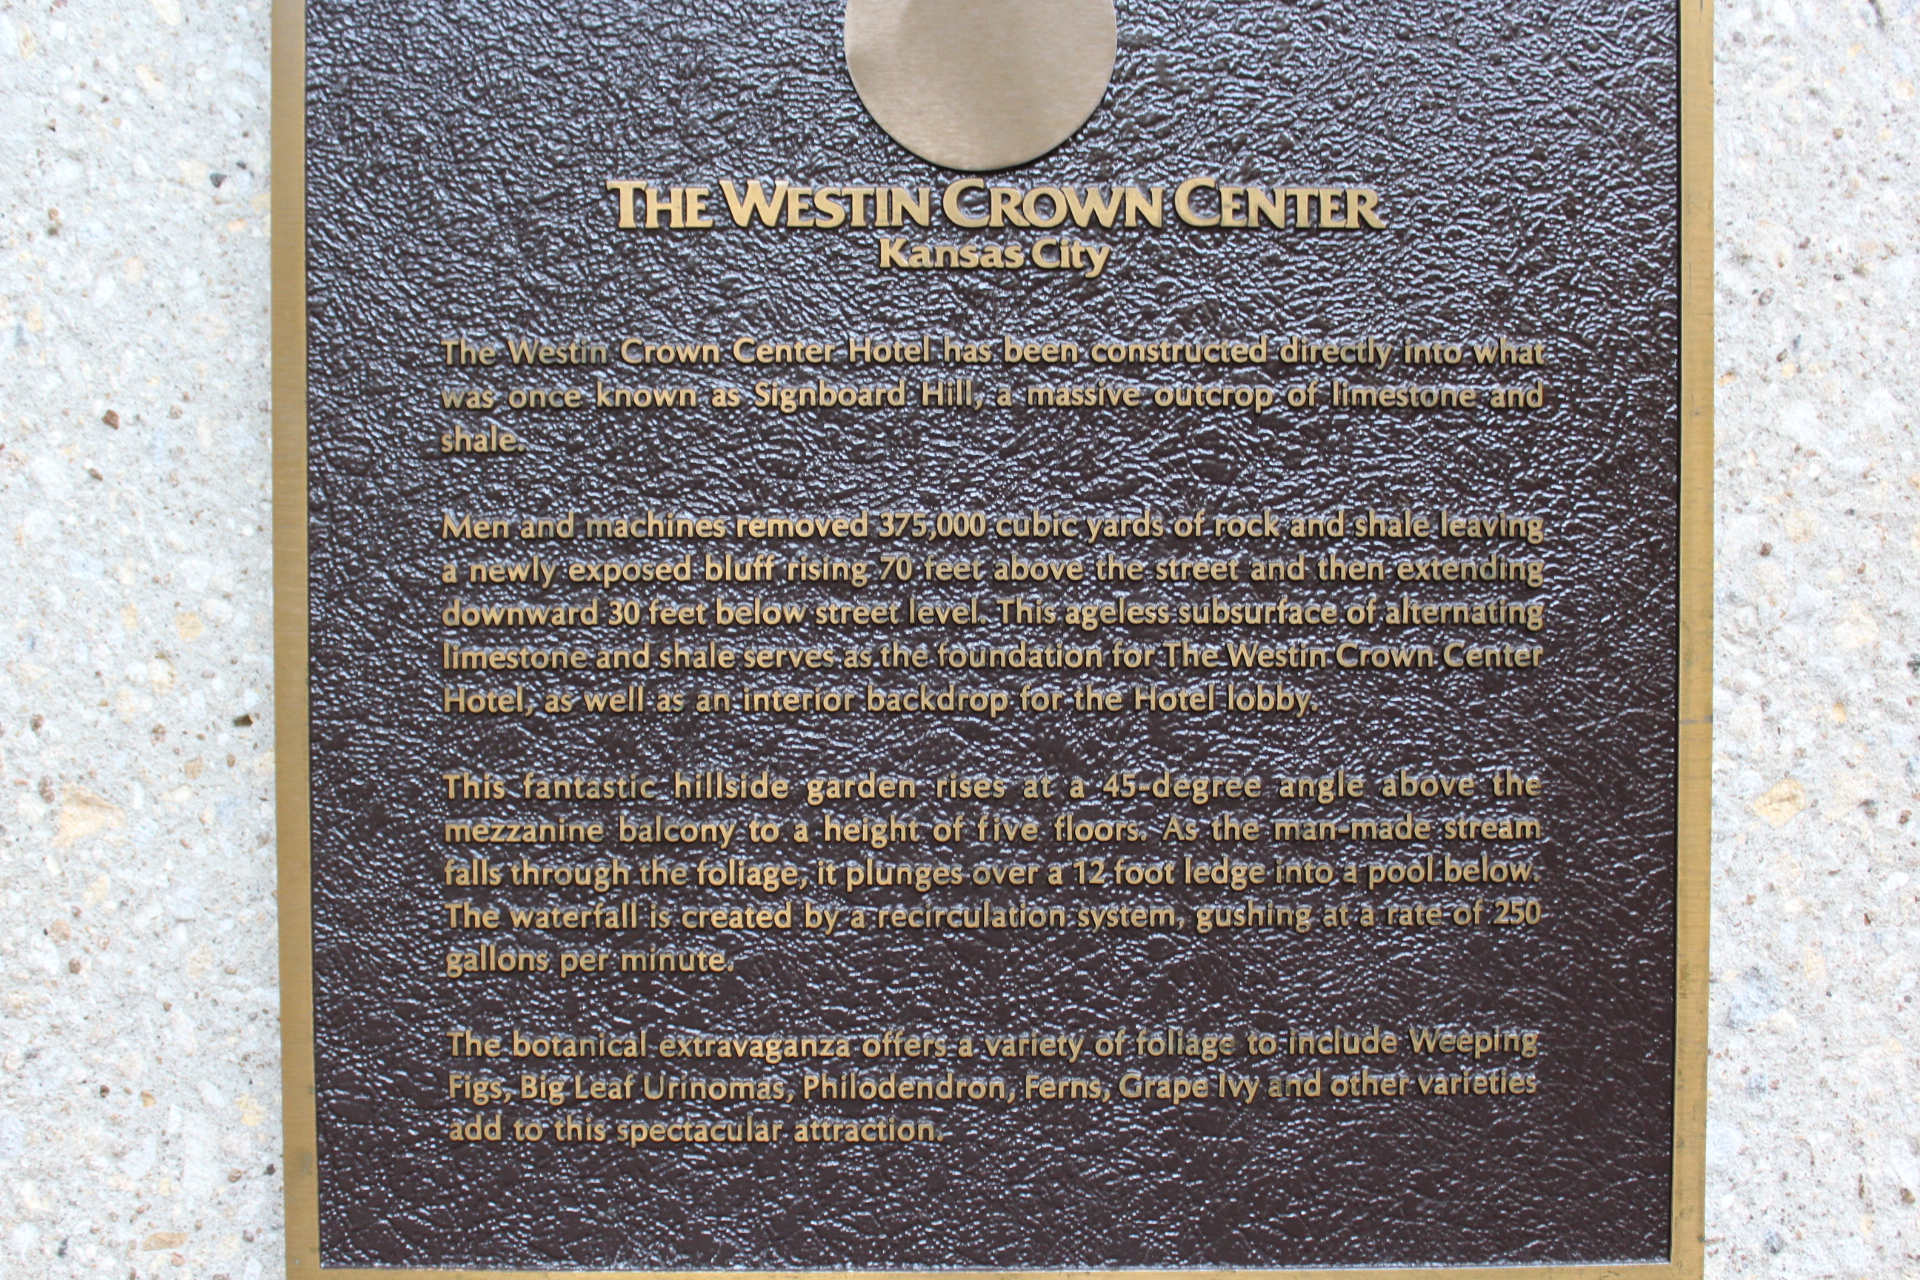 THE WESTIN CROWN CENTER
Kansas City
The Westin Crown Center Hotel has been constructed directly into what
was once known as Signboard Hill, a massive outcrop of limestone and
shale.
Men and machines removed 375,000 cubic yards of rock and shale leaving
a newly exposed bluff rising 70 feet above the street and then extending
downward 30 feet below street level. This ageless subsurface of alternating
limestone and shale serves as the foundation for The Westin Crown Center
Hotel, as well as an interior backdrop for the Hotel lobby.
This fantastic hillside garden rises at a 45-degree angle above the
mezzanine balcony to a height of five floors. As the man-made stream
falls through the foliage, it plunges over a 12 foot ledge into a pool below.
The waterfall is created by a recirculation system, gushing at a rate of 250
gallons per minute.
The botanical extravaganza offers a variety of foliage to include Weeping
Figs, Big Leaf Urinomas, Philodendron, Ferns, Grape Ivy and other varieties
add to this spectacular attraction.